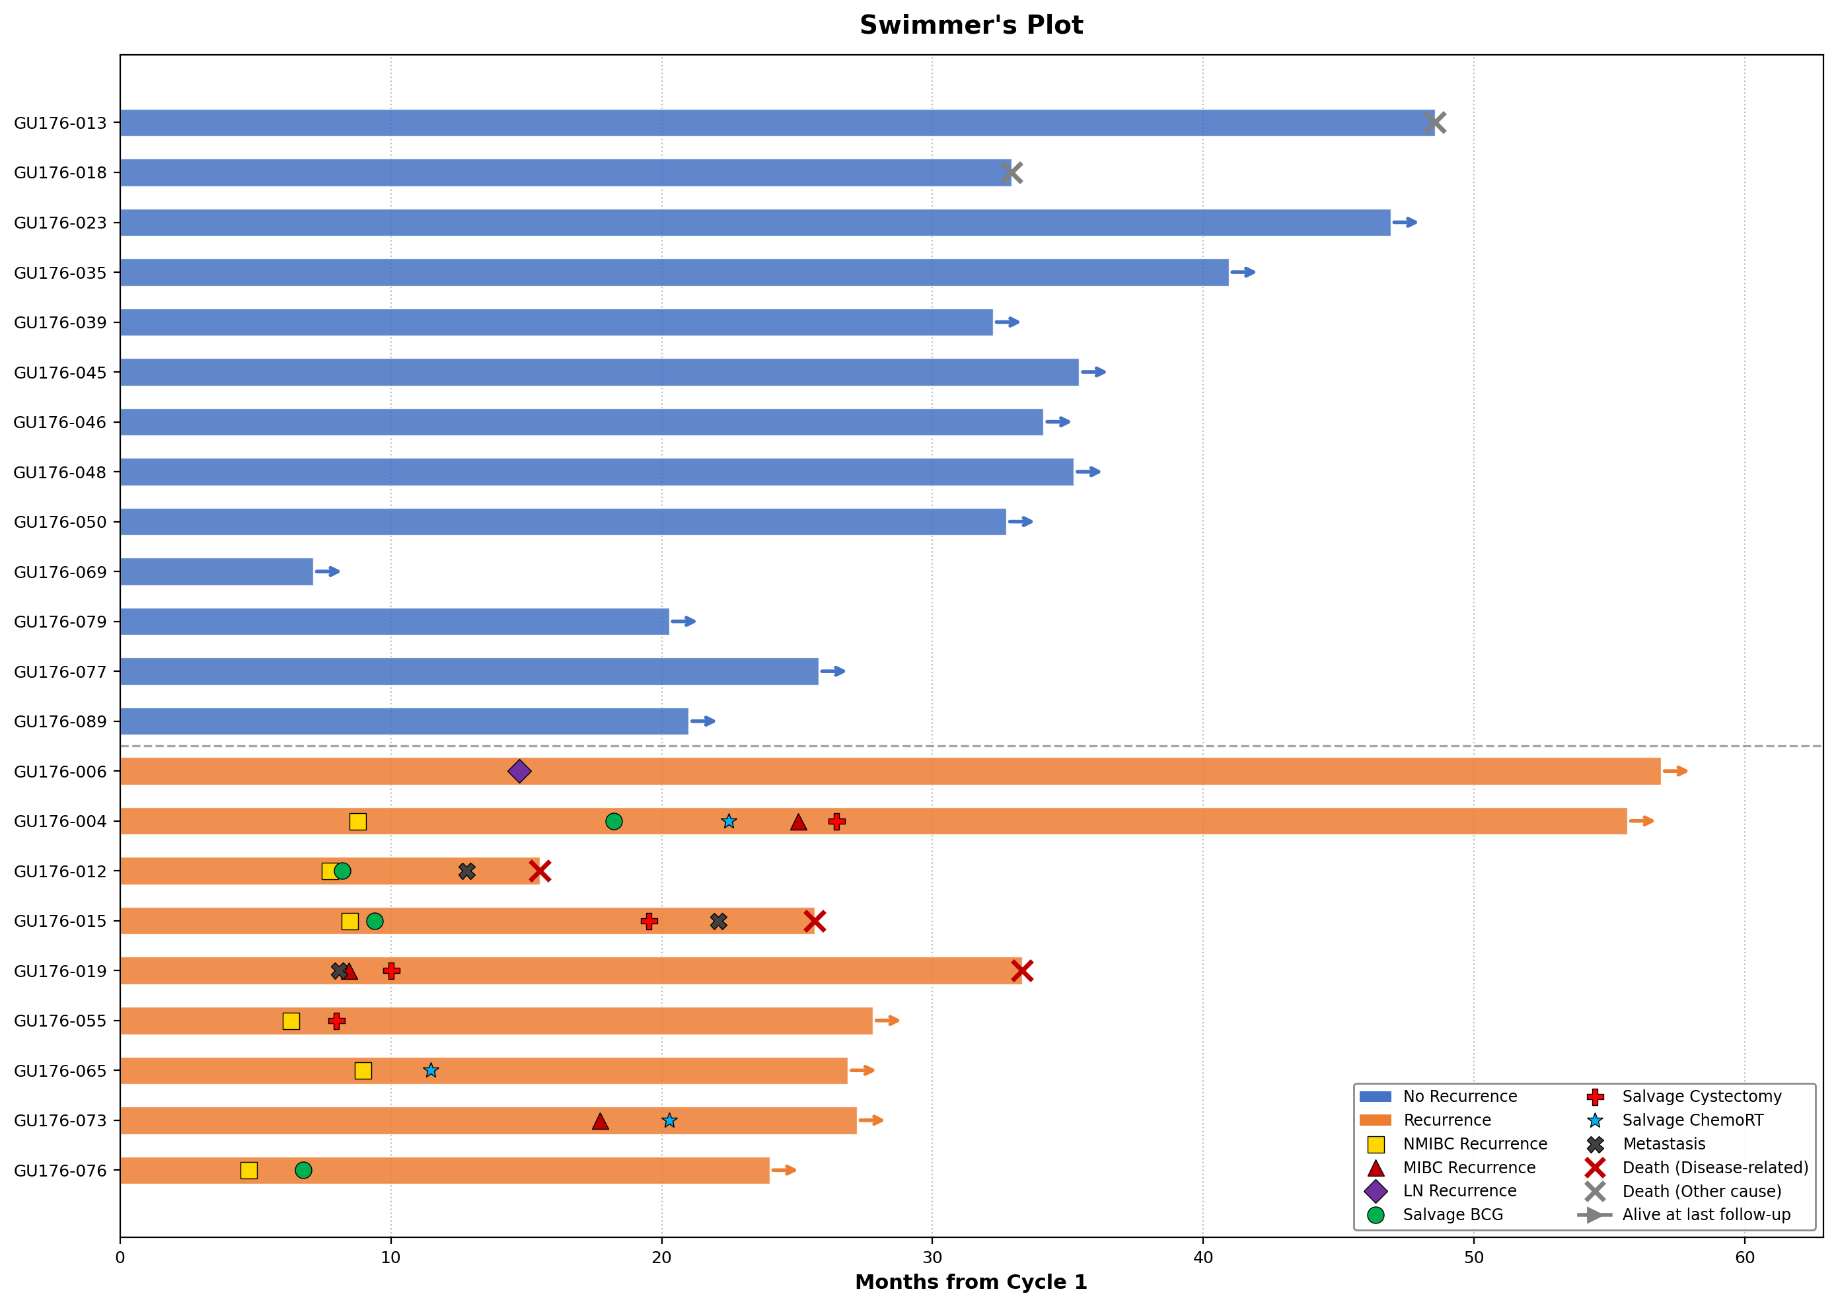 Swimmer's Plot
GU176-013
GU176-018
GU176-023
GU176-035
GU176-039
GU176-045
GU176-046
GU176-048
GU176-050
GU176-069
GU176-079
GU176-077
GU176-089
GU176-006
GU176-004
GU176-012
GU176-015
GU176-019
GU176-055
GU176-065
GU176-073
GU176-076
No Recurrence
Recurrence
NMIBC Recurrence
MIBC Recurrence
LN Recurrence
Salvage BCG
Salvage Cystectomy
Salvage ChemoRT
Metastasis
Death (Disease-related)
Death (Other cause)
Alive at last follow-up
0 10 20 30 40 50 60
Months from Cycle 1